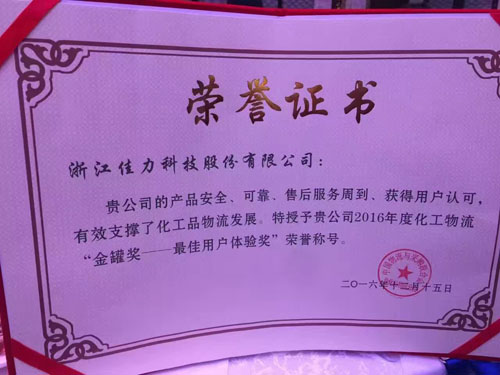 荣誉证书
浙江佳力科技股份有限公司：
贵公司的产品安全、可靠、售后服务周到、获得用户认可，
有效支撑了化工品物流发展。特授予贵公司2016年度化工物流
“金罐奖——最佳用户体验奖”荣誉称号。
二〇一六年十二月十五日